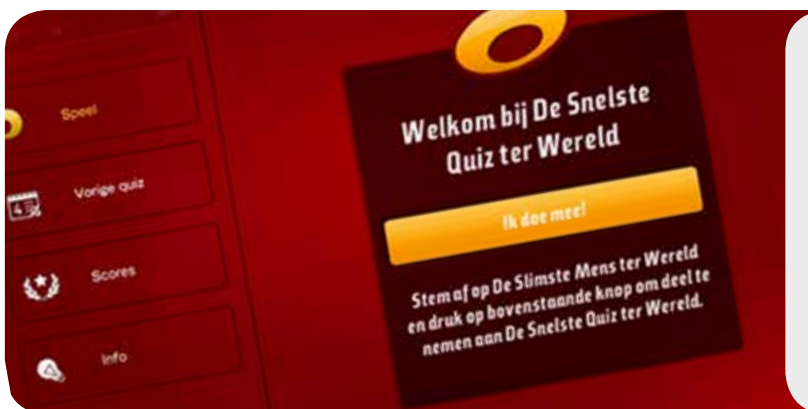 Speel
Vorige quiz
Scores
Info
Welkom bij De Snelste
Quiz ter Wereld
Ik doe mee!
Stem af op De Slimste Mens ter Wereld
en druk op bovenstaande knop om deel te
nemen aan De Snelste Quiz ter Wereld.